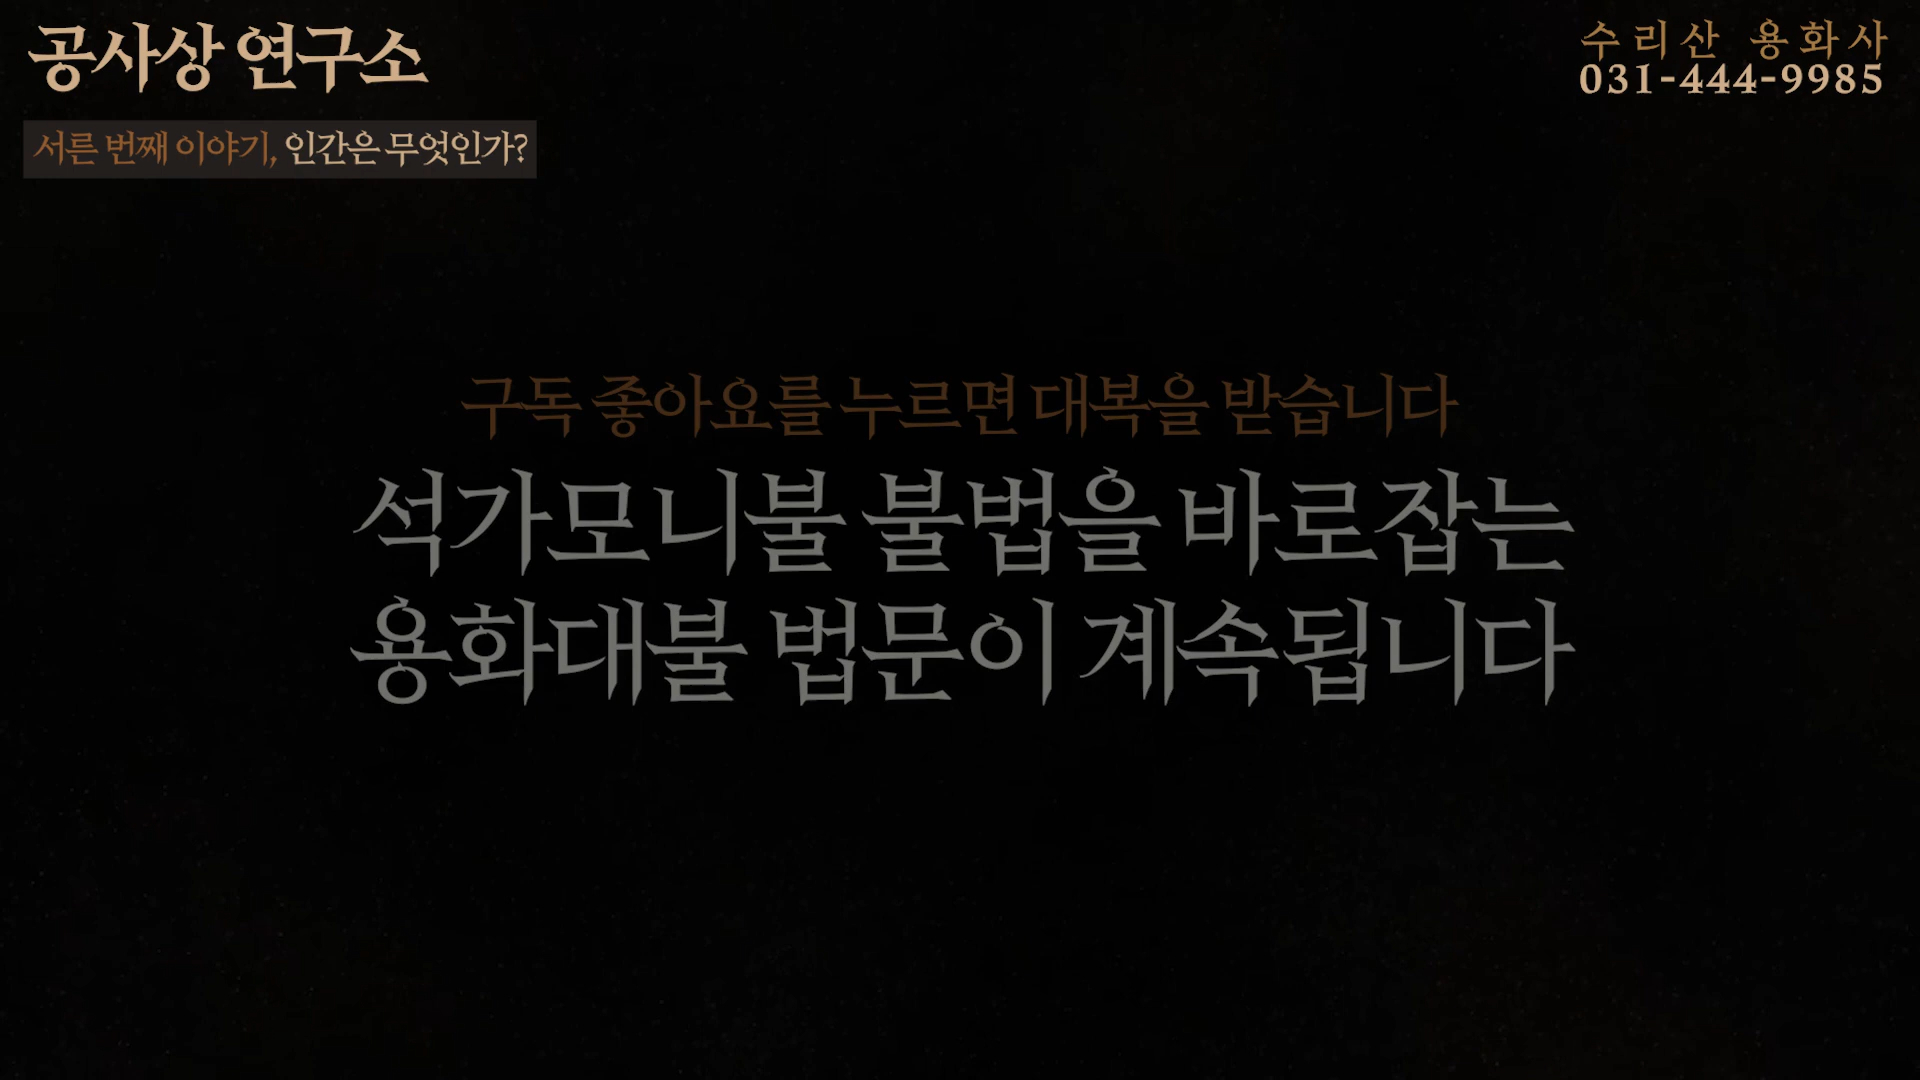 공사상 연구소
수리산 용화사
031-444-9985
서른 번째 이야기, 인간은 무엇인가?
구독 좋아요를 누르면 대복을 받습니다
석가모니불 불법을 바로잡는
용화대불 법문이 계속됩니다